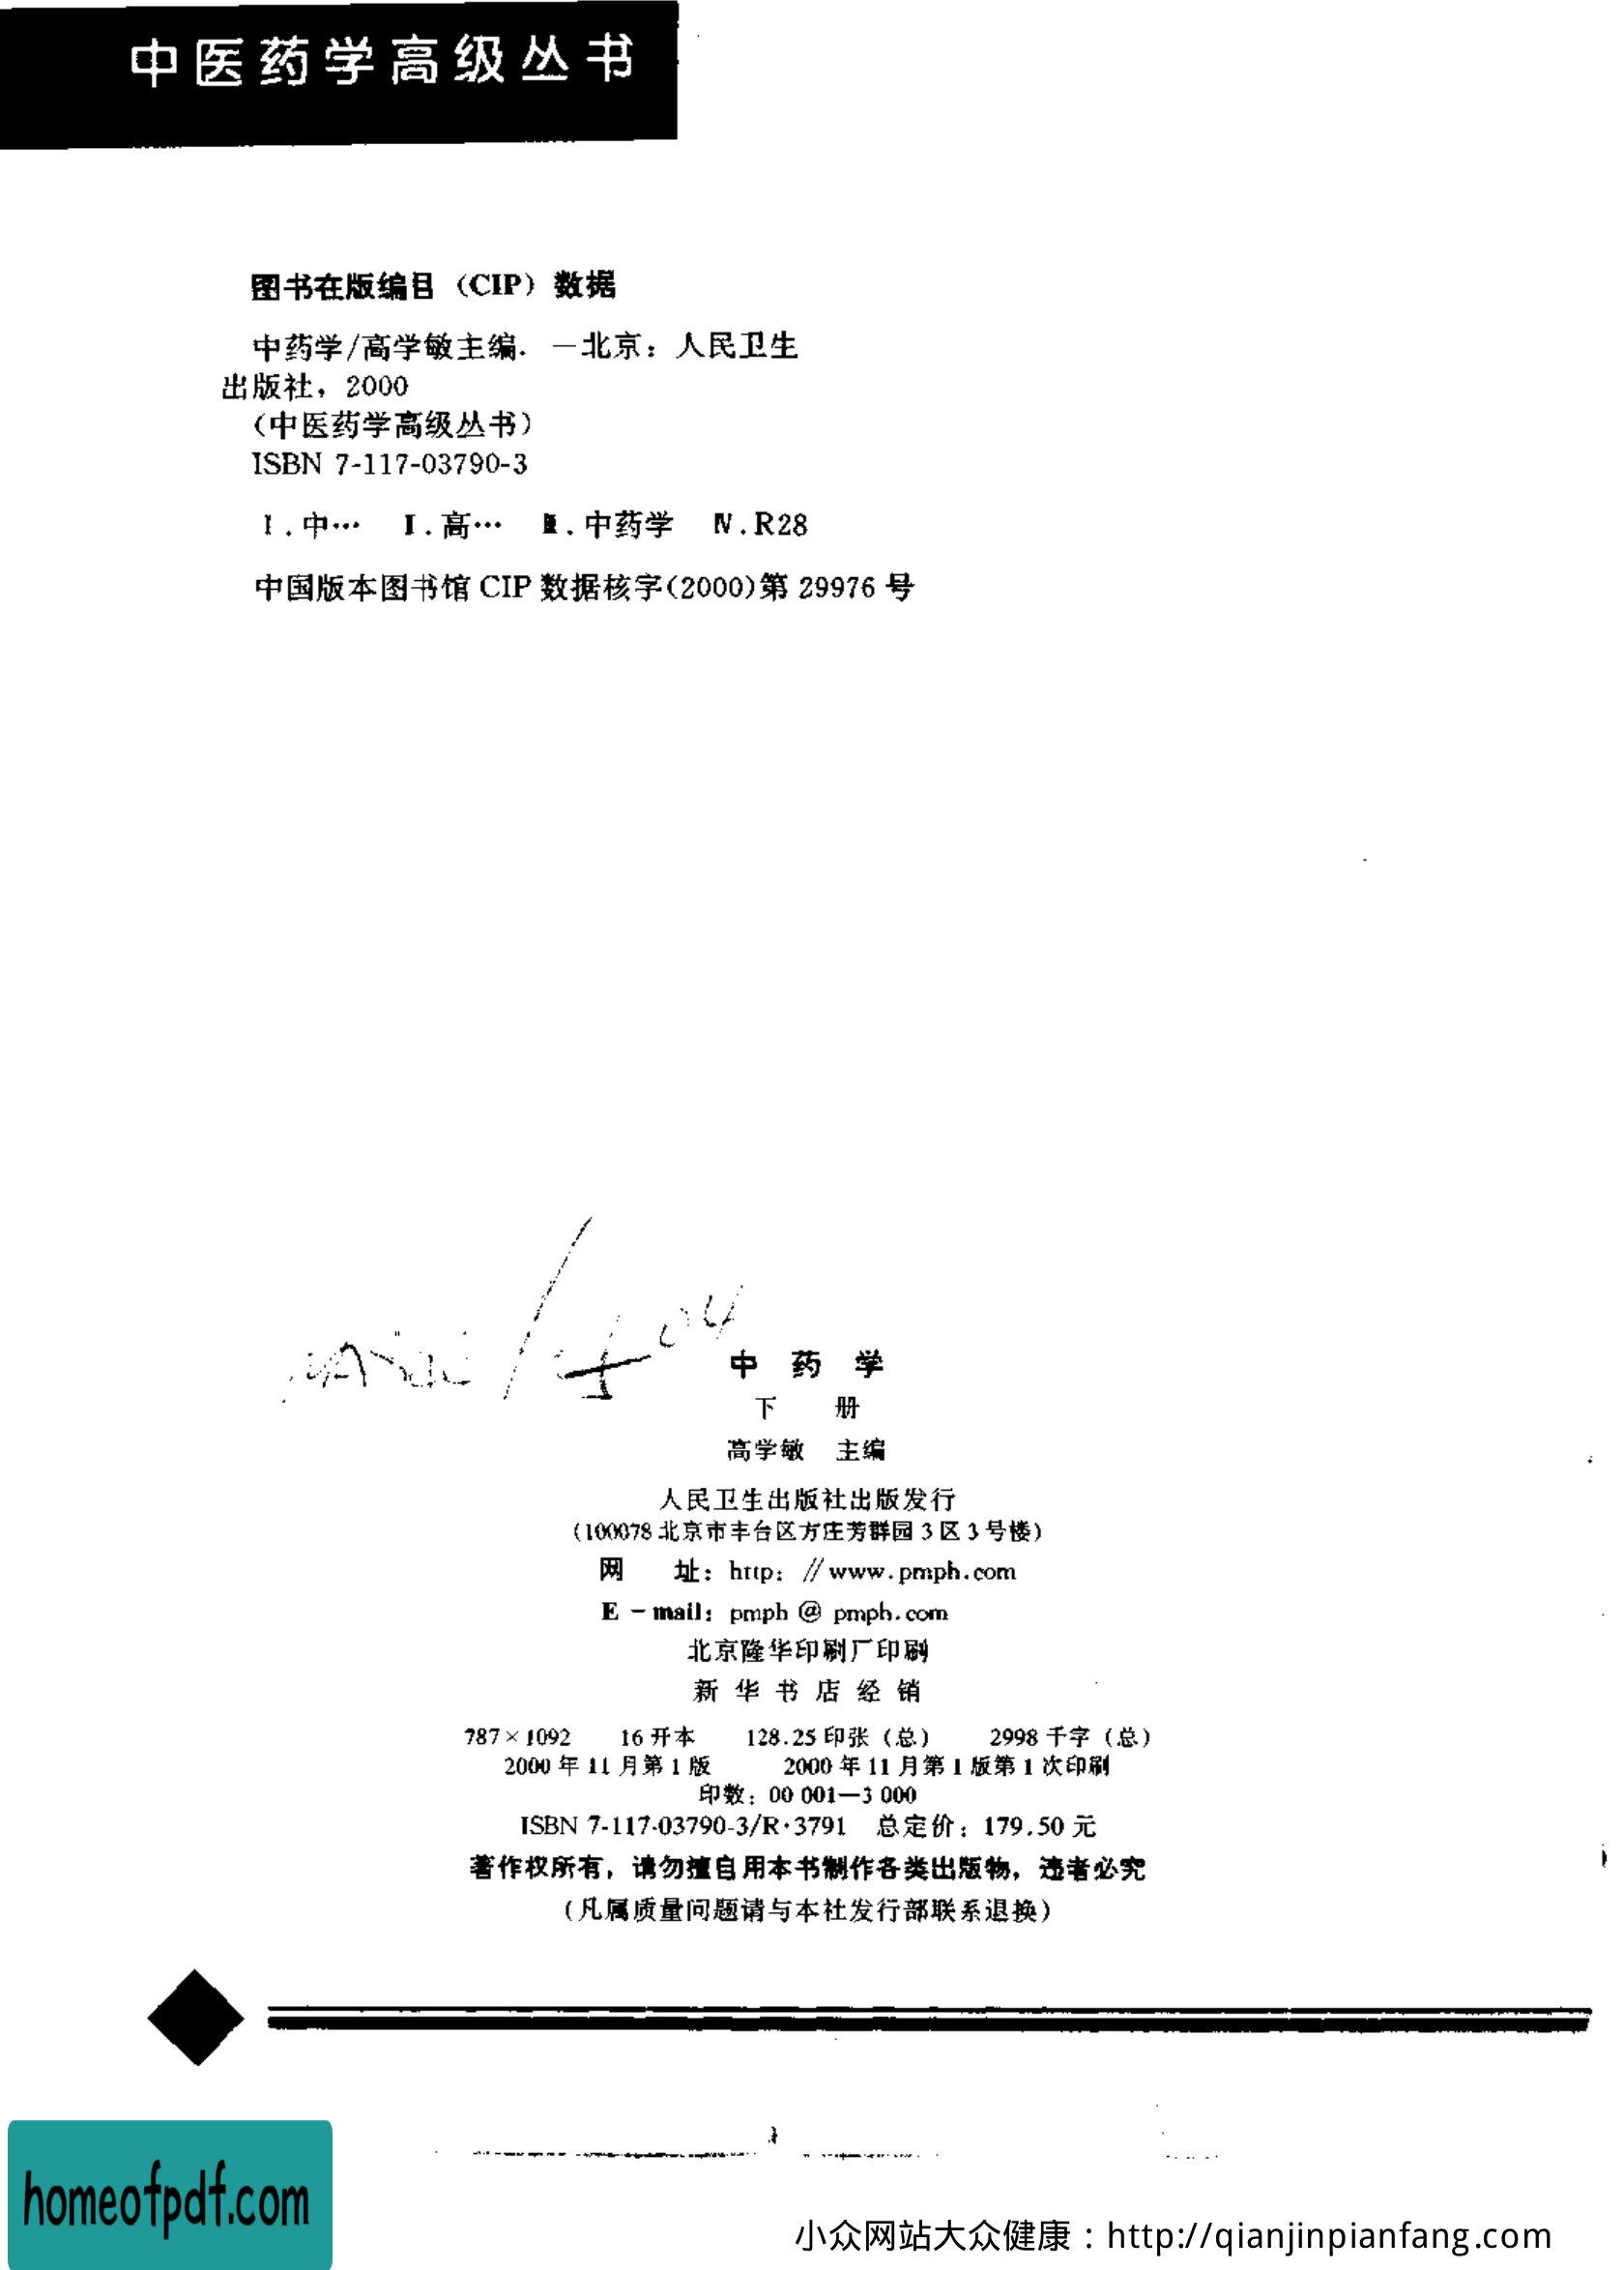 中医药学高级丛书
图书在版编目（CIP）数据
中药学/高学敏主编. －北京：人民卫生
出版社，2000
（中医药学高级丛书）
ISBN 7-117-03790-3
Ⅰ.中… Ⅱ.高… Ⅲ.中药学 Ⅳ.R28
中国版本图书馆 CIP 数据核字(2000)第 29976 号
中 药 学
下 册
高学敏 主编
人民卫生出版社出版发行
（100078 北京市丰台区方庄芳群园 3 区 3 号楼）
网 址：http：//www.pmph.com
E－mail：pmph @ pmph.com
北京隆华印刷厂印刷
新 华 书 店 经 销
787×1092 16 开本 128.25 印张（总） 2998 千字（总）
2000 年 11 月第 1 版 2000 年 11 月第 1 版第 1 次印刷
印数：00 001—3 000
ISBN 7-117-03790-3/R·3791 总定价：179.50 元
著作权所有，请勿擅自用本书制作各类出版物，违者必究
（凡属质量问题请与本社发行部联系退换）
homeofpdf.com
小众网站大众健康：http://qianjinpianfang.com